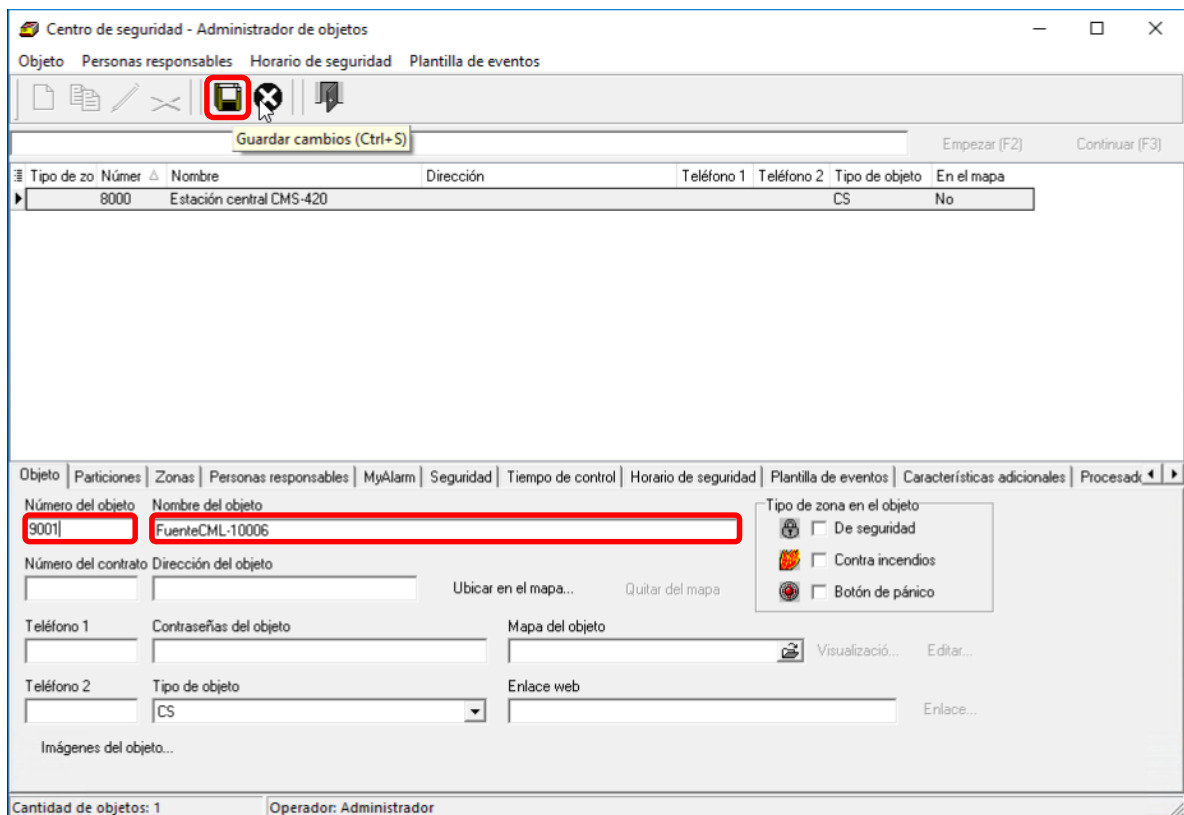 Centro de seguridad - Administrador de objetos
Objeto Personas responsables Horario de seguridad Plantilla de eventos
Guardar cambios (Ctrl+S)
Empezar (F2) Continuar (F3)
Tipo de zo Númer Nombre Dirección Teléfono 1 Teléfono 2 Tipo de objeto En el mapa
8000 Estación central CMS-420 CS No
Objeto Particiones Zonas Personas responsables MyAlarm Seguridad Tiempo de control Horario de seguridad Plantilla de eventos Características adicionales Procesado
Número del objeto Nombre del objeto Tipo de zona en el objeto
9001 FuenteCML-10006 De seguridad
Número del contrato Dirección del objeto Contra incendios
Ubicar en el mapa... Quitar del mapa Botón de pánico
Teléfono 1 Contraseñas del objeto Mapa del objeto
Visualizació... Editar...
Teléfono 2 Tipo de objeto Enlace web
CS Enlace...
Imágenes del objeto...
Cantidad de objetos: 1 Operador: Administrador